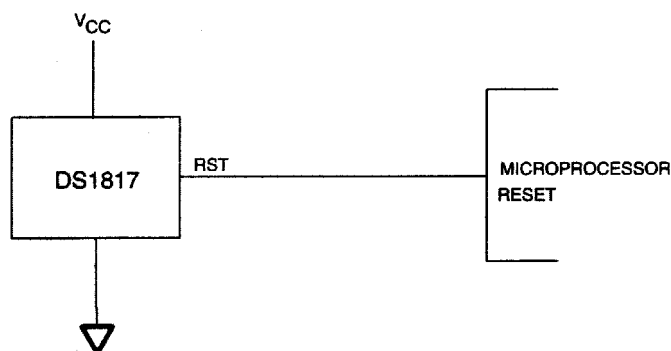 VCC
DS1817
RST
MICROPROCESSOR
RESET